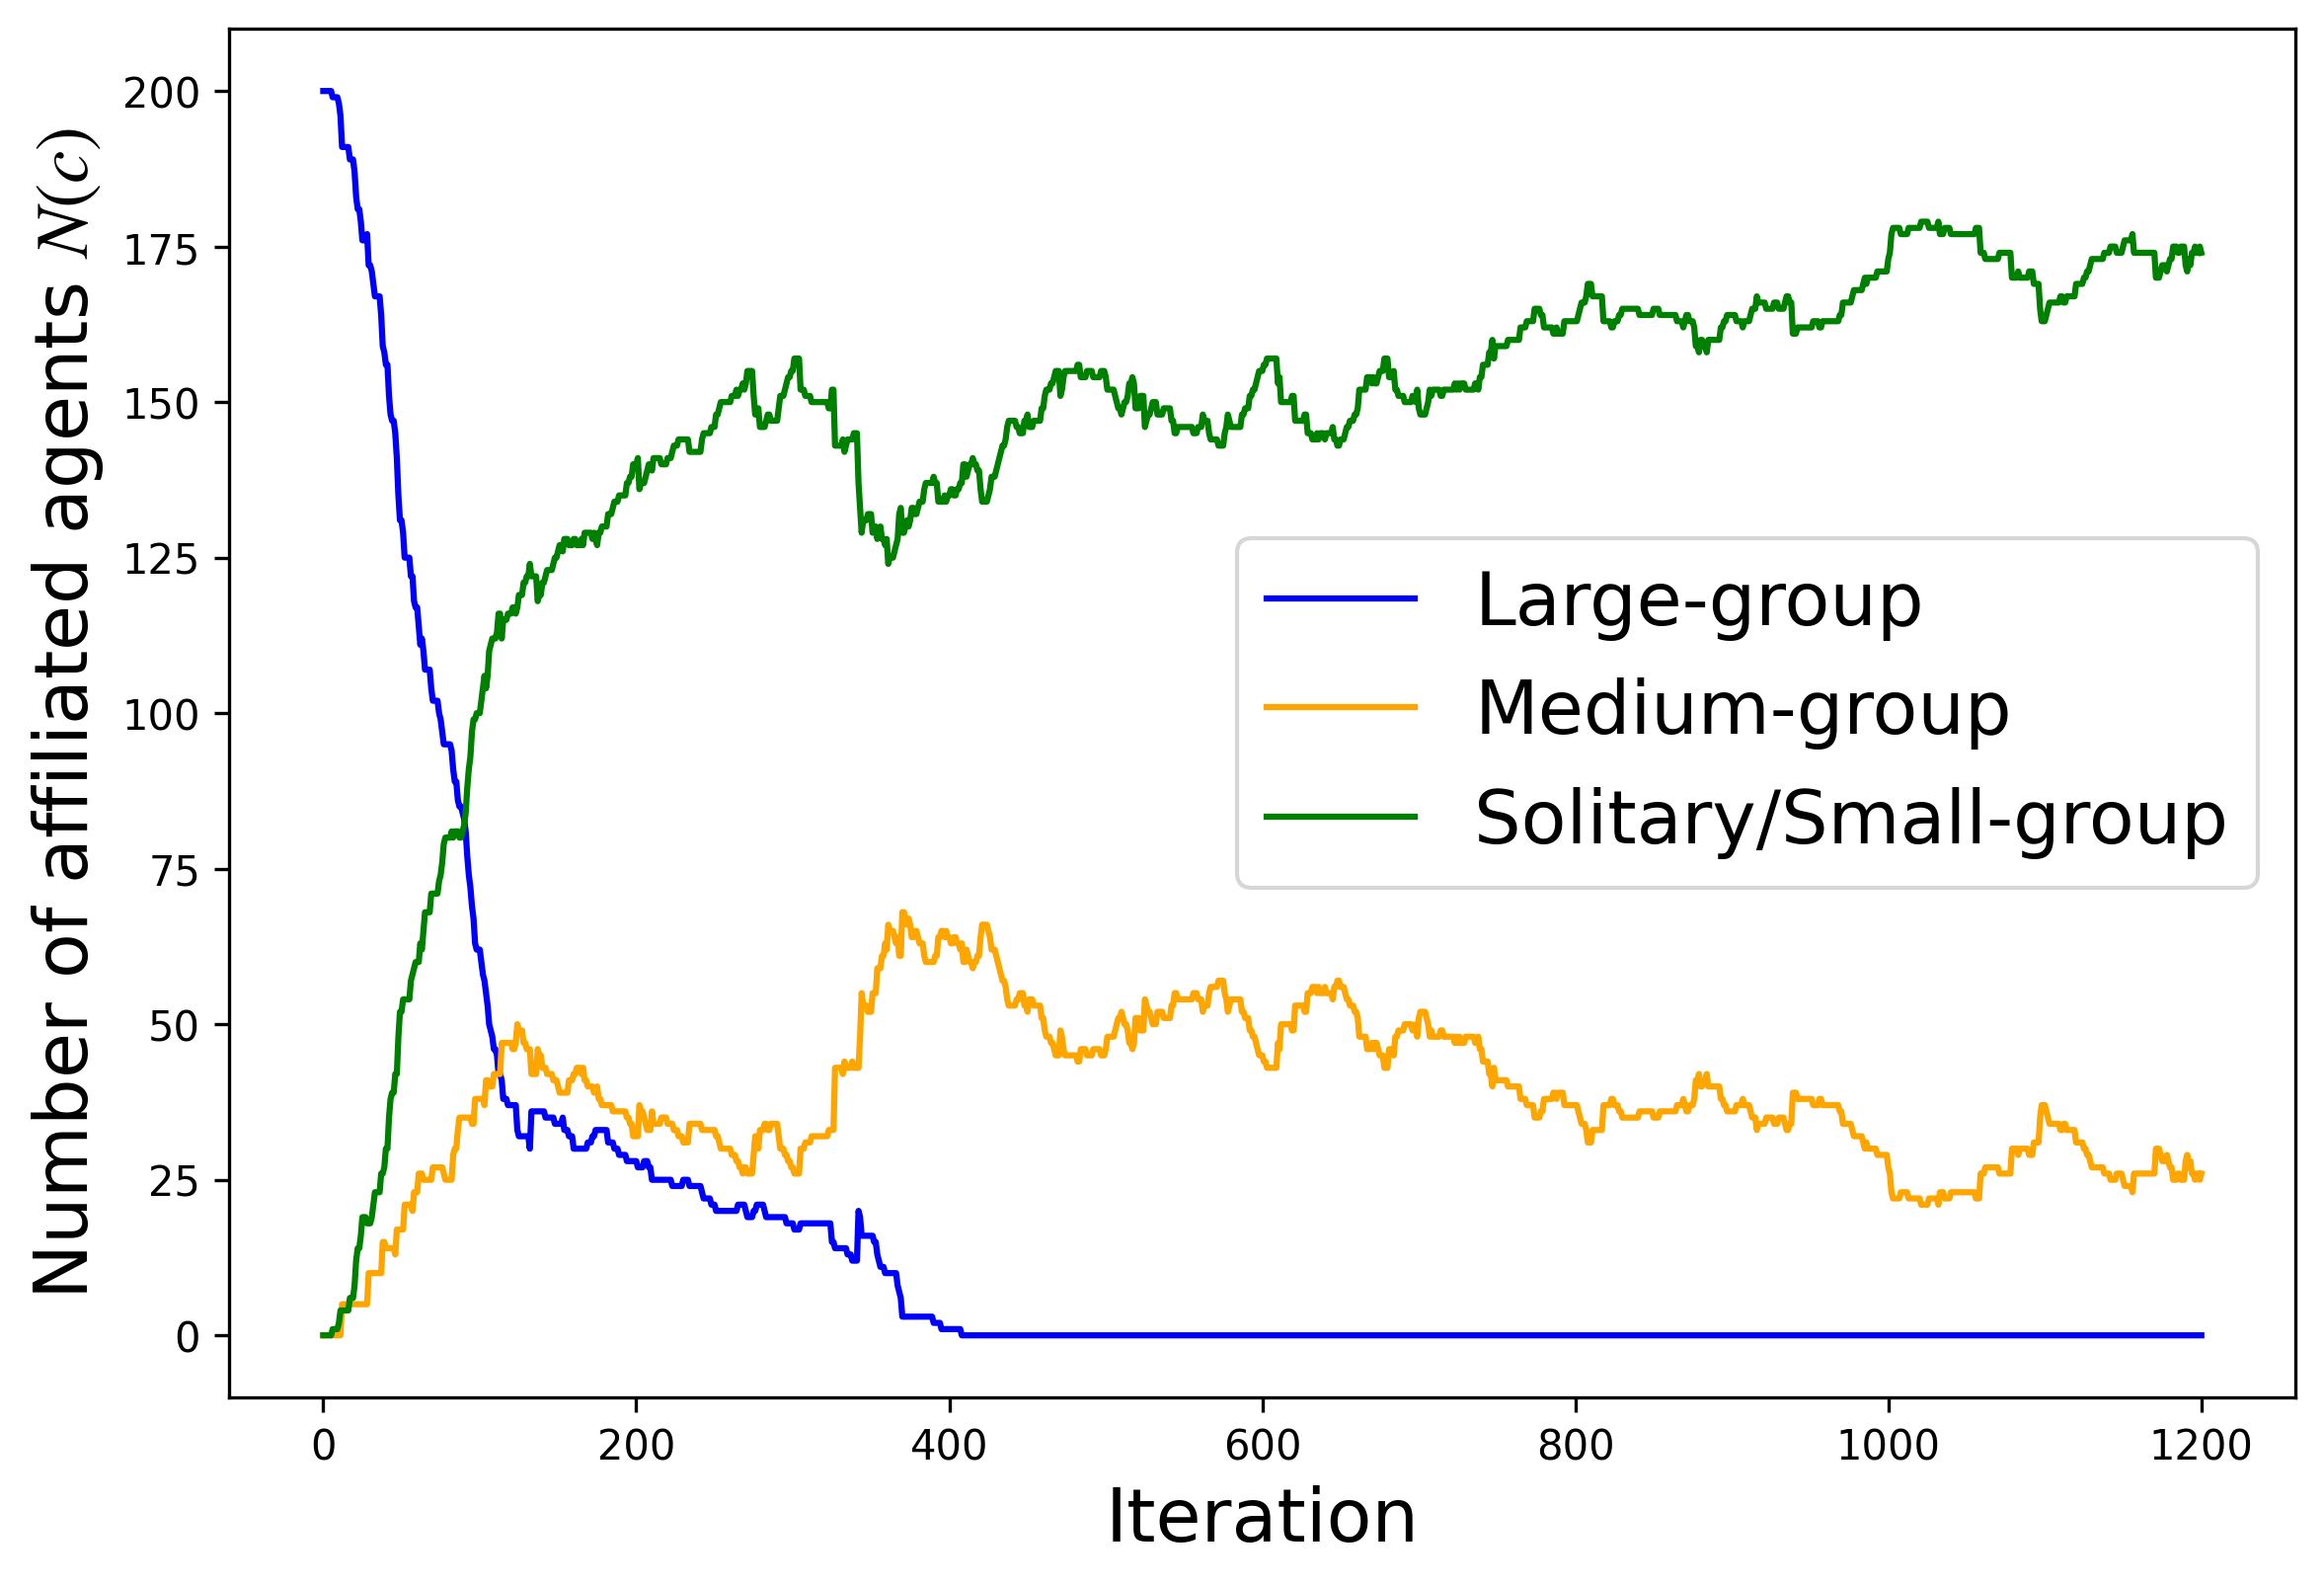 Number of affiliated agents N(c)
200
175
150
125
100
75
50
25
0
Large-group
Medium-group
Solitary/Small-group
0 200 400 600 800 1000 1200
Iteration